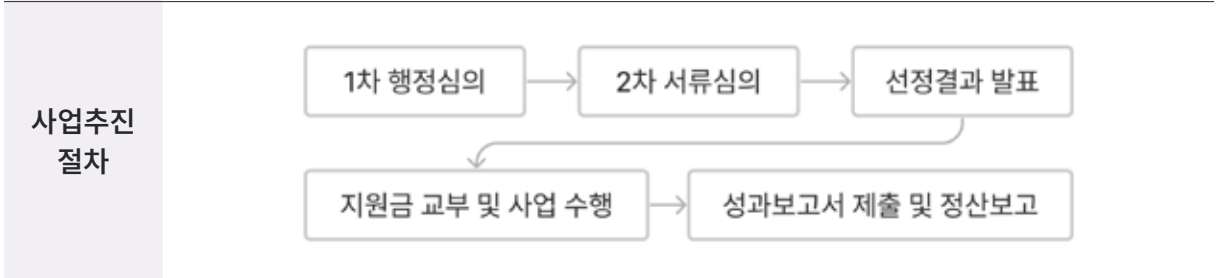 사업추진
절차
1차 행정심의
2차 서류심의
선정결과 발표
지원금 교부 및 사업 수행
성과보고서 제출 및 정산보고